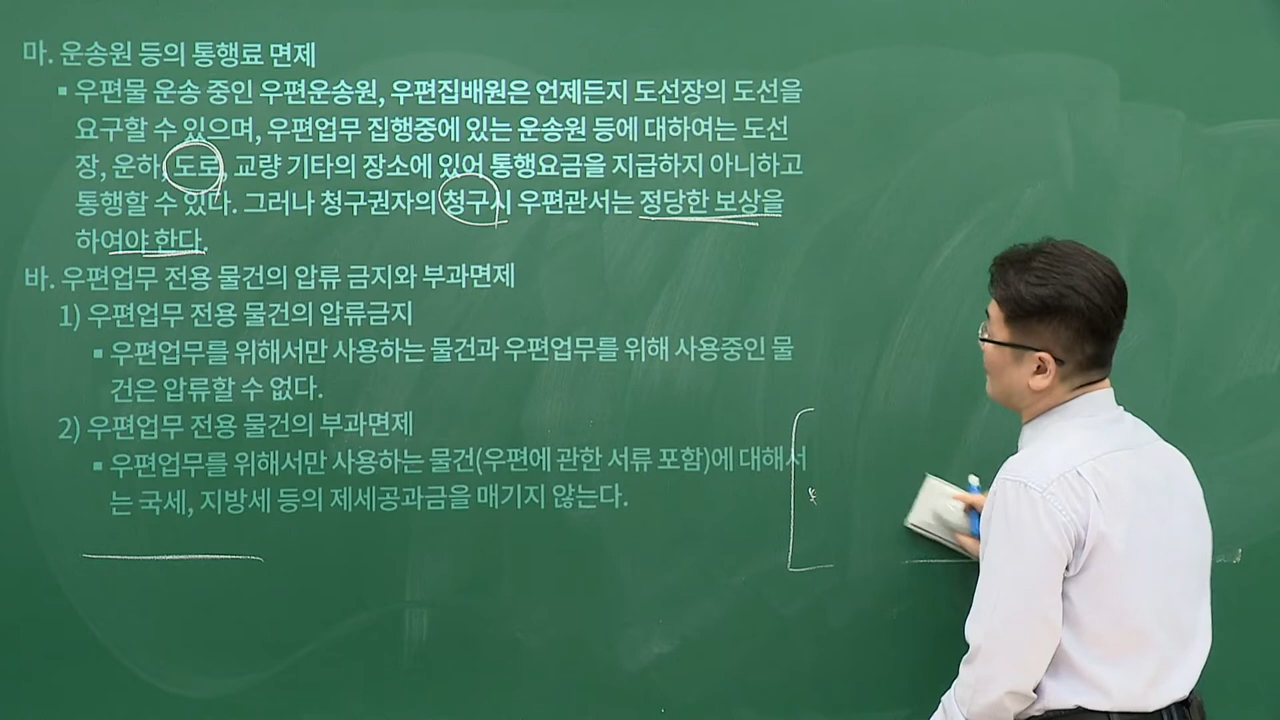 마. 운송원 등의 통행료 면제
▪ 우편물 운송 중인 우편운송원, 우편집배원은 언제든지 도선장의 도선을
요구할 수 있으며, 우편업무 집행중에 있는 운송원 등에 대하여는 도선
장, 운하, 도로, 교량 기타의 장소에 있어 통행요금을 지급하지 아니하고
통행할 수 있다. 그러나 청구권자의 청구시 우편관서는 정당한 보상을
하여야 한다.
바. 우편업무 전용 물건의 압류 금지와 부과면제
1) 우편업무 전용 물건의 압류금지
▪ 우편업무를 위해서만 사용하는 물건과 우편업무를 위해 사용중인 물
건은 압류할 수 없다.
2) 우편업무 전용 물건의 부과면제
▪ 우편업무를 위해서만 사용하는 물건(우편에 관한 서류 포함)에 대해서
는 국세, 지방세 등의 제세공과금을 매기지 않는다.